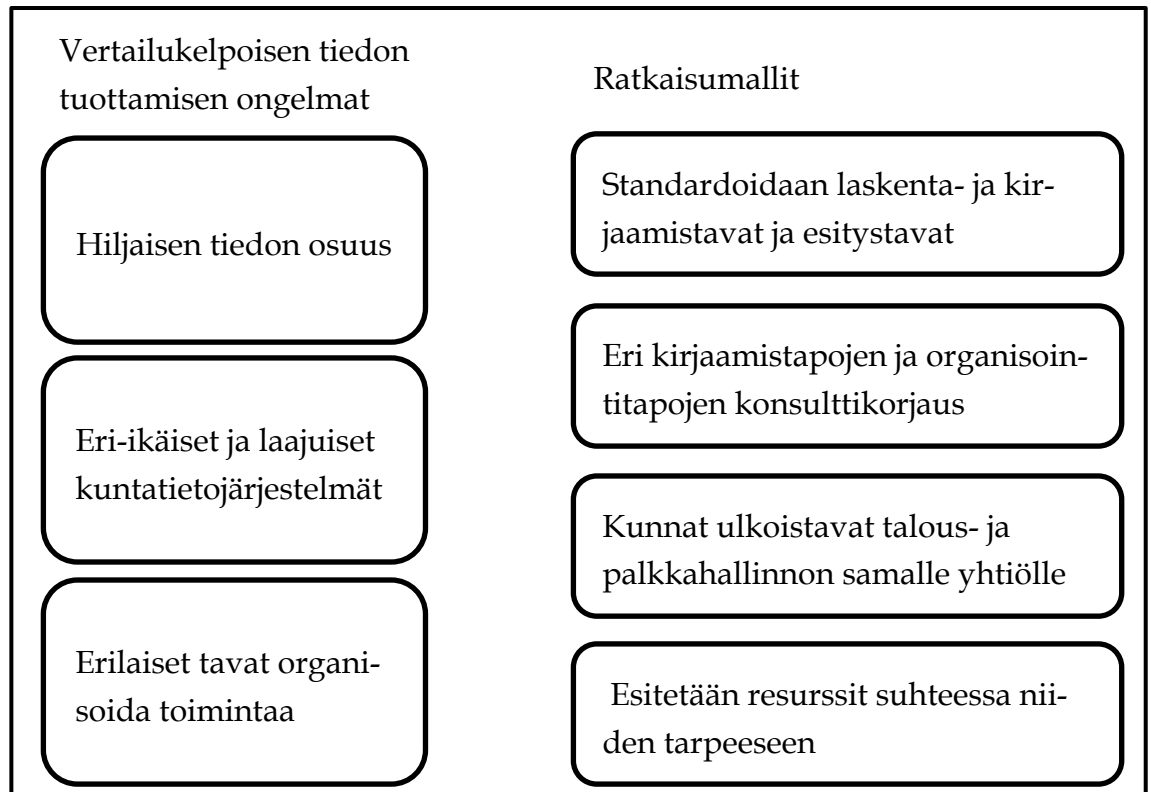 Vertailukelpoisen tiedon
tuottamisen ongelmat
Hiljaisen tiedon osuus
Eri-ikäiset ja laajuiset
kuntatietojärjestelmät
Erilaiset tavat organi-
soida toimintaa
Ratkaisumallit
Standardoidaan laskenta- ja kir-
jaamistavat ja esitystavat
Eri kirjaamistapojen ja organisoin-
titapojen konsulttikorjaus
Kunnat ulkoistavat talous- ja
palkkahallinnon samalle yhtiölle
Esitetään resurssit suhteessa nii-
den tarpeeseen